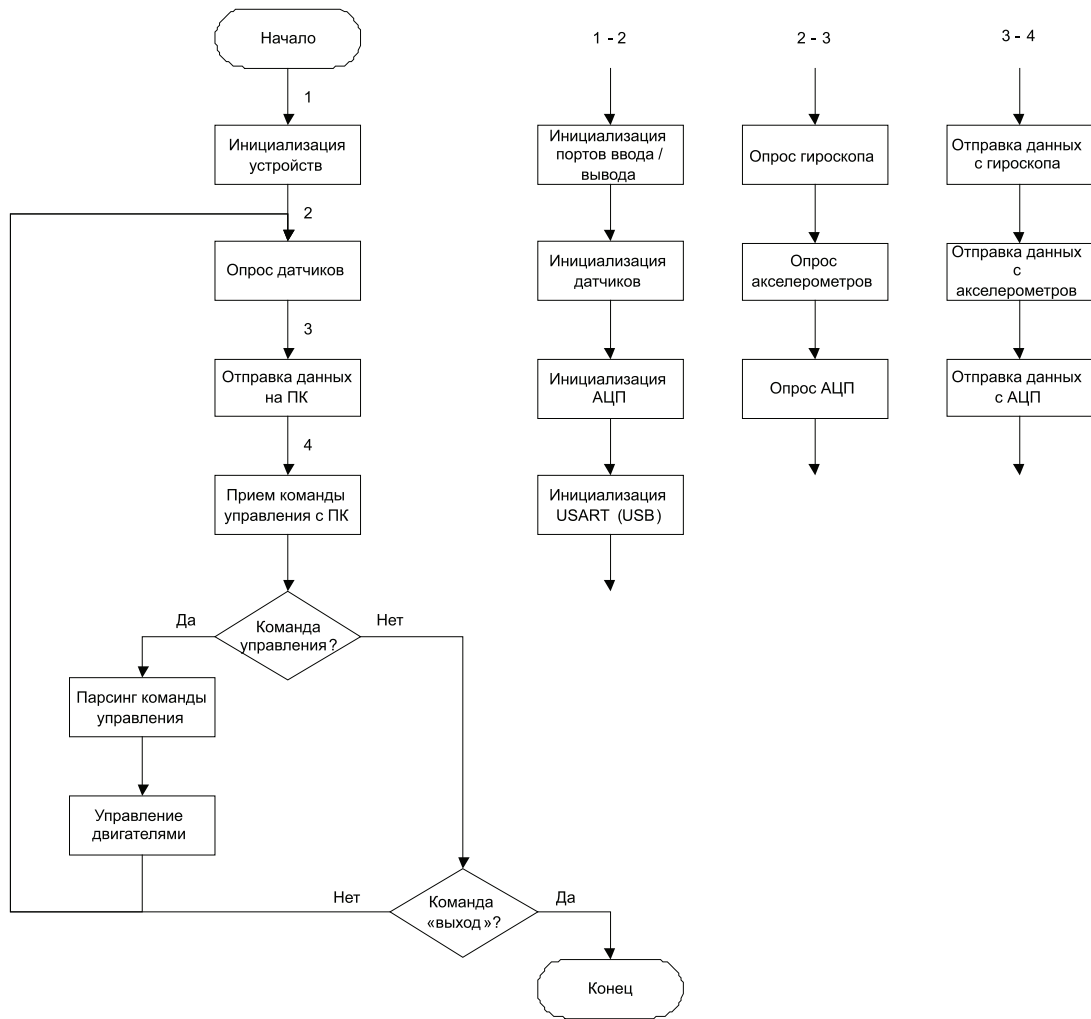 Начало
1
Инициализация
устройств
2
Опрос датчиков
3
Отправка данных
на ПК
4
Прием команды
управления с ПК
Команда
управления?
Да
Нет
Парсинг команды
управления
Управление
двигателями
Команда
«выход»?
Нет
Да
Конец
1 - 2
Инициализация
портов ввода /
вывода
Инициализация
датчиков
Инициализация
АЦП
Инициализация
USART (USB)
2 - 3
Опрос гироскопа
Опрос
акселерометров
Опрос АЦП
3 - 4
Отправка данных
с гироскопа
Отправка данных
с
акселерометров
Отправка данных
с АЦП